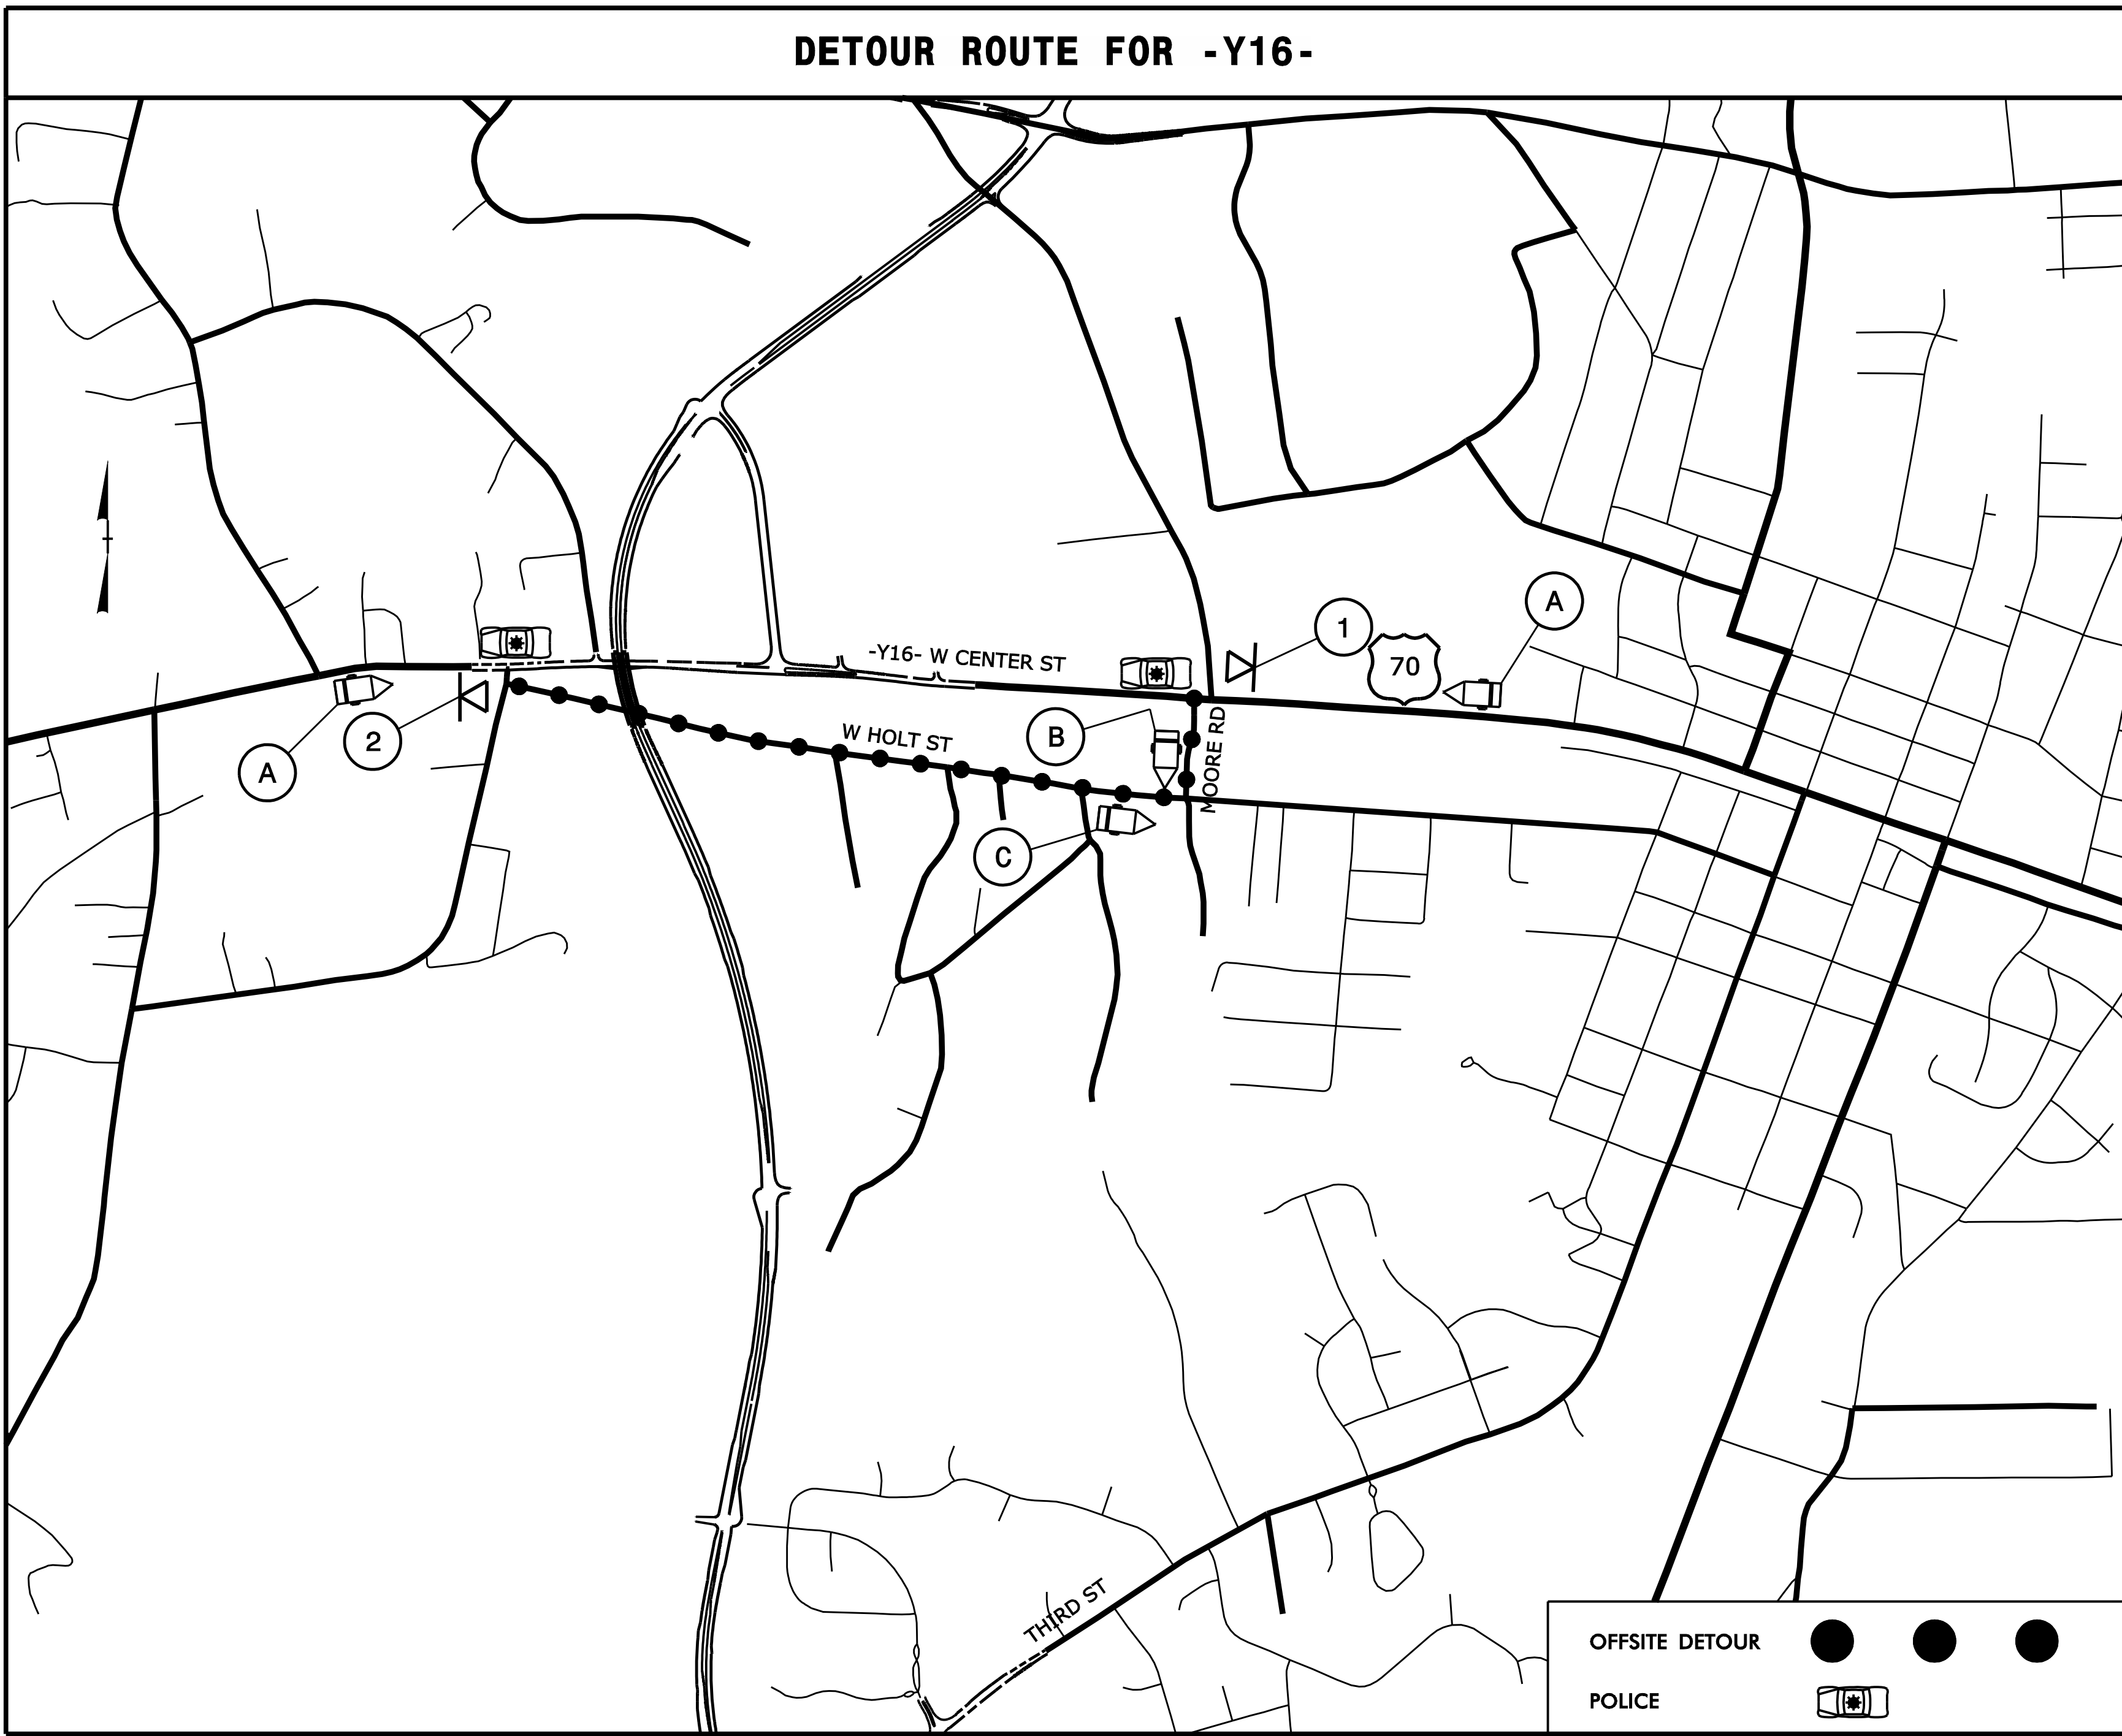 DETOUR ROUTE FOR -Y16-
A
1
70
-Y16- W CENTER ST
B
MOORE RD
W HOLT ST
2
A
C
THIRD ST
OFFSITE DETOUR
POLICE